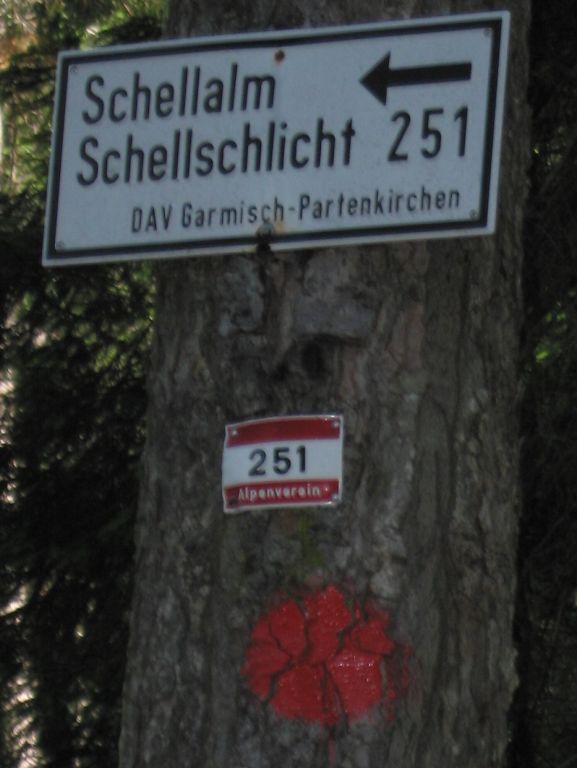 Schellalm
Schellschlicht 251
DAV Garmisch-Partenkirchen
251
Alpenverein